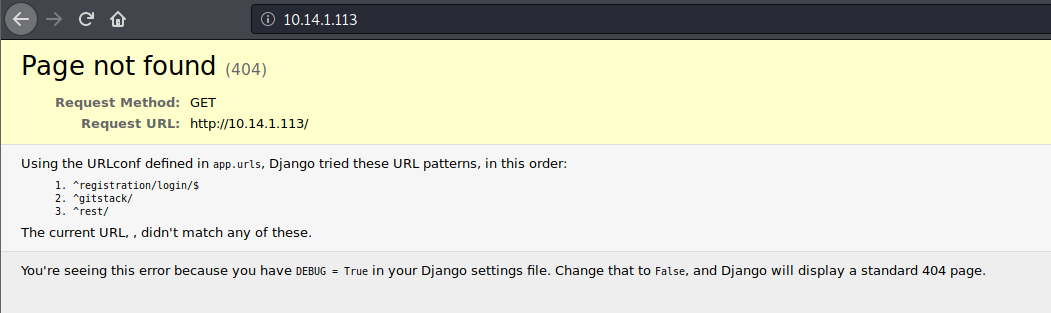 10.14.1.113
Page not found (404)
Request Method: GET
Request URL: http://10.14.1.113/
Using the URLconf defined in app.urls, Django tried these URL patterns, in this order:
1. ^registration/login/$
2. ^gitstack/
3. ^rest/
The current URL, , didn't match any of these.
You're seeing this error because you have DEBUG = True in your Django settings file. Change that to False, and Django will display a standard 404 page.